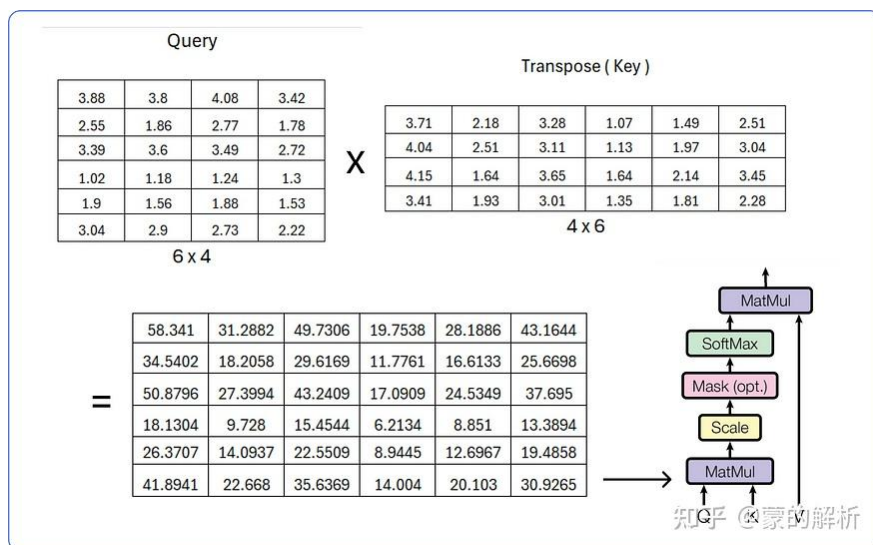 Query
Transpose ( Key )
3.88 3.8 4.08 3.42
2.55 1.86 2.77 1.78
3.39 3.6 3.49 2.72
1.02 1.18 1.24 1.3
1.9 1.56 1.88 1.53
3.04 2.9 2.73 2.22
6 x 4
X
3.71 2.18 3.28 1.07 1.49 2.51
4.04 2.51 3.11 1.13 1.97 3.04
4.15 1.64 3.65 1.64 2.14 3.45
3.41 1.93 3.01 1.35 1.81 2.28
4 x 6
=
58.341 31.2882 49.7306 19.7538 28.1886 43.1644
34.5402 18.2058 29.6169 11.7761 16.6133 25.6698
50.8796 27.3994 43.2409 17.0909 24.5349 37.695
18.1304 9.728 15.4544 6.2134 8.851 13.3894
26.3707 14.0937 22.5509 8.9445 12.6967 19.4858
41.8941 22.668 35.6369 14.004 20.103 30.9265
MatMul
SoftMax
Mask (opt.)
Scale
MatMul
Q K V
知乎 @蒙的解析